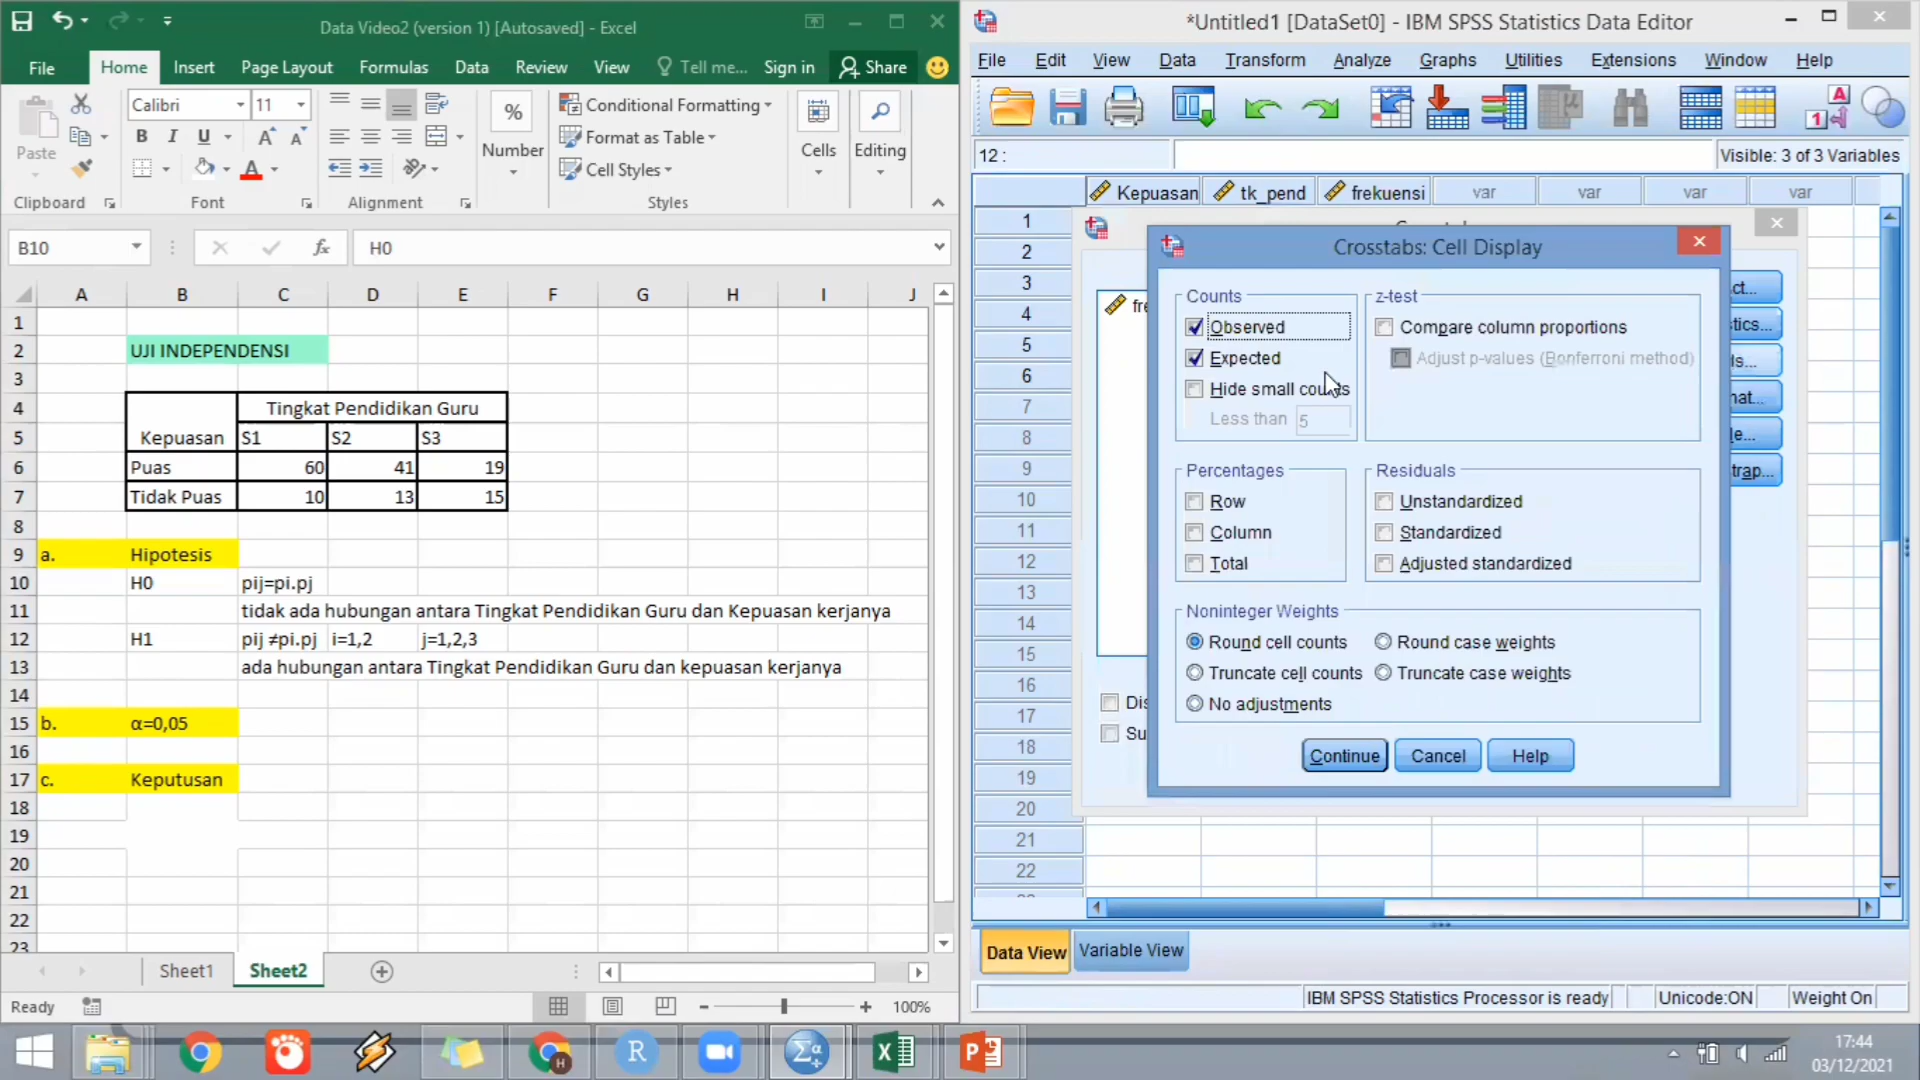 Data Video2 (version 1) [Autosaved] - Excel
File Home Insert Page Layout Formulas Data Review View Tell me... Sign in Share
Paste
Calibri 11
B I U
A
%
Number
Conditional Formatting
Format as Table
Cell Styles
Cells
Editing
Clipboard Font Alignment Styles
B10 fx H0
A B C D E F G H I J
1
2 UJI INDEPENDENSI
3
4 Tingkat Pendidikan Guru
5 Kepuasan S1 S2 S3
6 Puas 60 41 19
7 Tidak Puas 10 13 15
8
9 a. Hipotesis
10 H0 pij=pi.pj
11 tidak ada hubungan antara Tingkat Pendidikan Guru dan Kepuasan kerjanya
12 H1 pij ≠pi.pj i=1,2 j=1,2,3
13 ada hubungan antara Tingkat Pendidikan Guru dan kepuasan kerjanya
14
15 b. α=0,05
16
17 c. Keputusan
18
19
20
21
22
23
Sheet1 Sheet2
Ready 100%
*Untitled1 [DataSet0] - IBM SPSS Statistics Data Editor
File Edit View Data Transform Analyze Graphs Utilities Extensions Window Help
12 : Visible: 3 of 3 Variables
Kepuasan tk_pend frekuensi var var var var
1
2
3
4
5
6
7
8
9
10
11
12
13
14
15
16
17
18
19
20
21
22
Crosstabs: Cell Display
Counts
Observed
Expected
Hide small counts
Less than 5
z-test
Compare column proportions
Adjust p-values (Bonferroni method)
Percentages
Row
Column
Total
Residuals
Unstandardized
Standardized
Adjusted standardized
Noninteger Weights
Round cell counts Round case weights
Truncate cell counts Truncate case weights
No adjustments
Continue Cancel Help
Data View Variable View
IBM SPSS Statistics Processor is ready Unicode:ON Weight On
17:44
03/12/2021